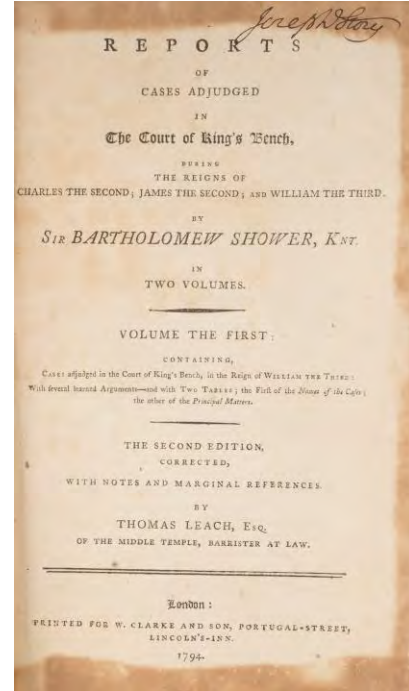 Joseph Story
REPORTS
OF
CASES ADJUDGED
IN
The Court of King's Bench,
DURING
THE REIGNS OF
CHARLES THE SECOND; JAMES THE SECOND; AND WILLIAM THE THIRD.
BY
SIR BARTHOLOMEW SHOWER, KNT.
IN
TWO VOLUMES.
VOLUME THE FIRST:
CONTAINING,
CASES adjudged in the Court of King's Bench, in the Reign of WILLIAM THE THIRD:
With several learned Arguments—and with TWO TABLES; the First of the Names of the Cases;
the other of the Principal Matters.
THE SECOND EDITION,
CORRECTED,
WITH NOTES AND MARGINAL REFERENCES.
BY
THOMAS LEACH, ESQ;
OF THE MIDDLE TEMPLE, BARRISTER AT LAW.
London:
PRINTED FOR W. CLARKE AND SON, PORTUGAL-STREET,
LINCOLN'S-INN.
1794.